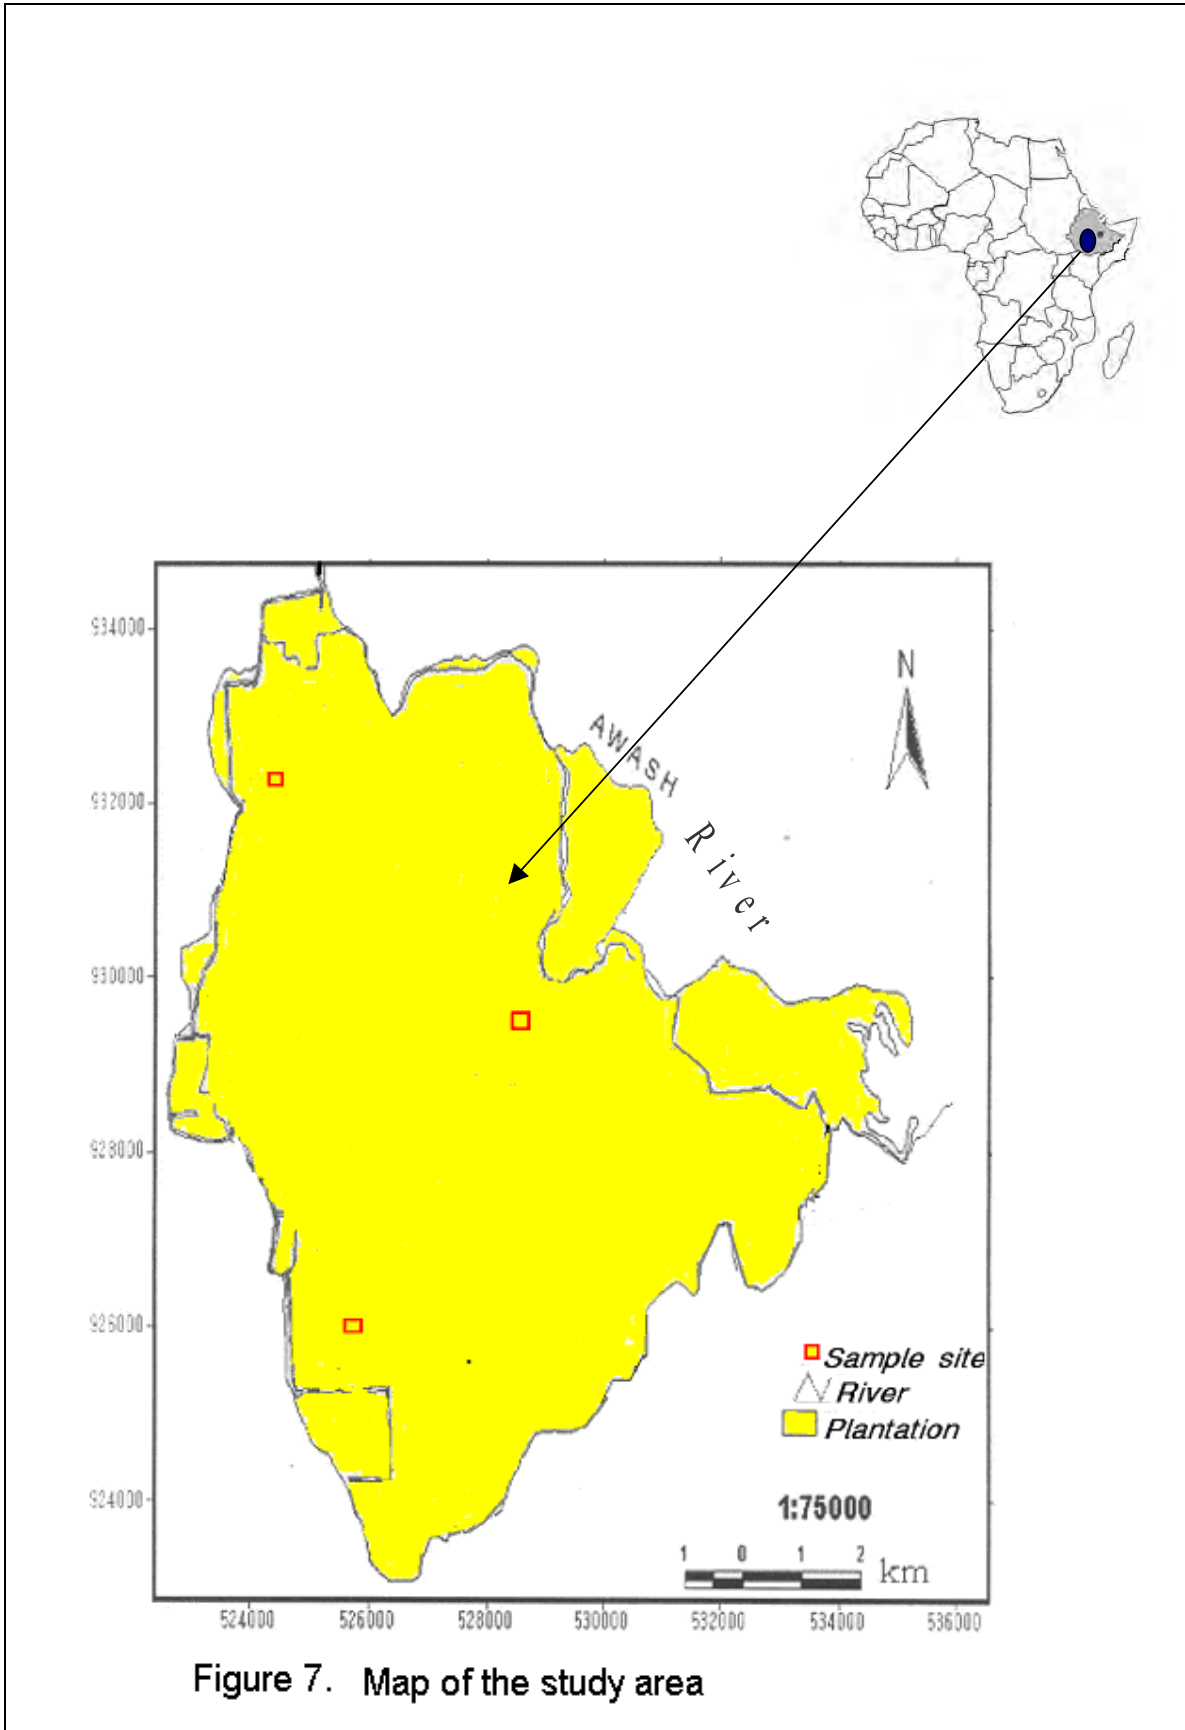 934000
N
AWASH
River
932000
930000
928000
926000
Sample site
River
Plantation
924000
1:75000
1 0 1 2 km
524000 526000 528000 530000 532000 534000 536000
Figure 7. Map of the study area